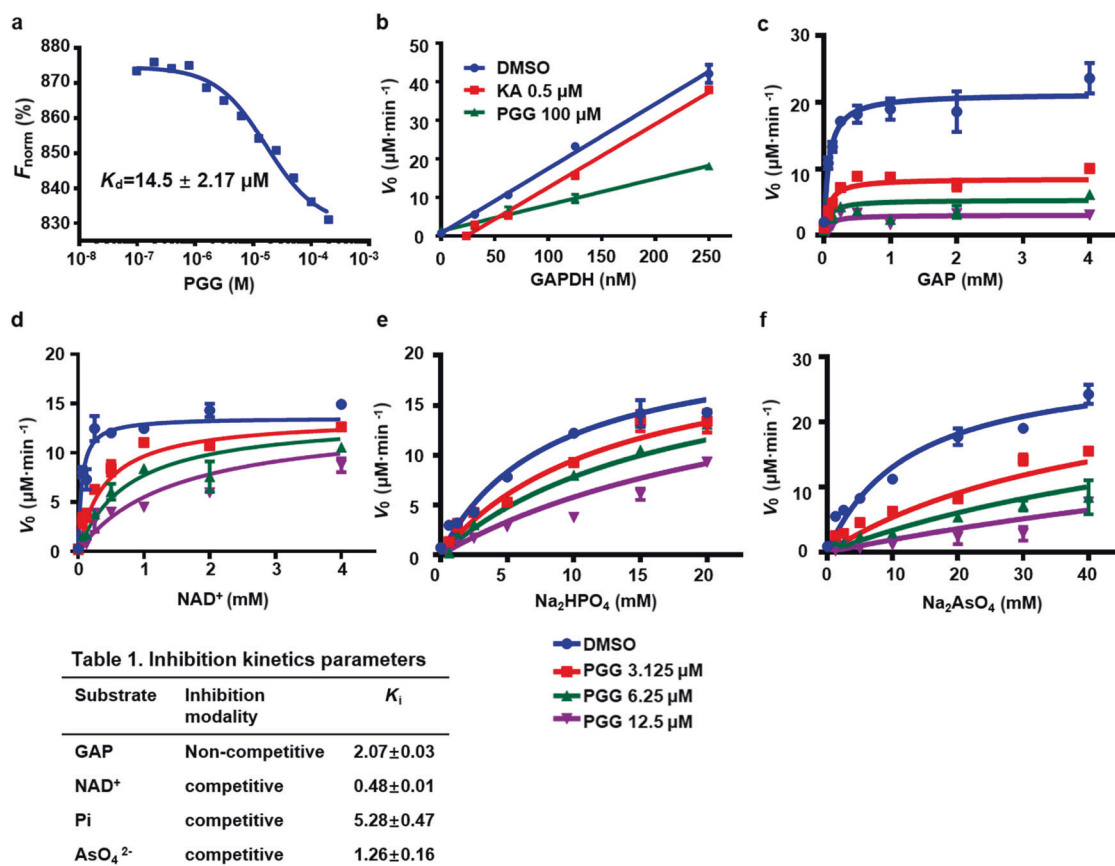 a
880
870
860
850
840
830
F norm (%)
Kd=14.5 ± 2.17 µM
10-8 10-7 10-6 10-5 10-4 10-3
PGG (M)
b
50
40
30
20
10
0
V0 (µM·min -1)
DMSO
KA 0.5 µM
PGG 100 µM
0 50 100 150 200 250
GAPDH (nM)
c
30
20
10
0
V0 (µM·min -1)
0 1 2 3 4
GAP (mM)
d
20
15
10
5
0
V0 (µM·min -1)
0 1 2 3 4
NAD+ (mM)
e
20
15
10
5
0
V0 (µM·min -1)
0 5 10 15 20
Na2HPO4 (mM)
f
30
20
10
0
V0 (µM·min -1)
0 10 20 30 40
Na2AsO4 (mM)
DMSO
PGG 3.125 µM
PGG 6.25 µM
PGG 12.5 µM
Table 1. Inhibition kinetics parameters
Substrate Inhibition modality Ki
GAP Non-competitive 2.07±0.03
NAD+ competitive 0.48±0.01
Pi competitive 5.28±0.47
AsO4 2- competitive 1.26±0.16